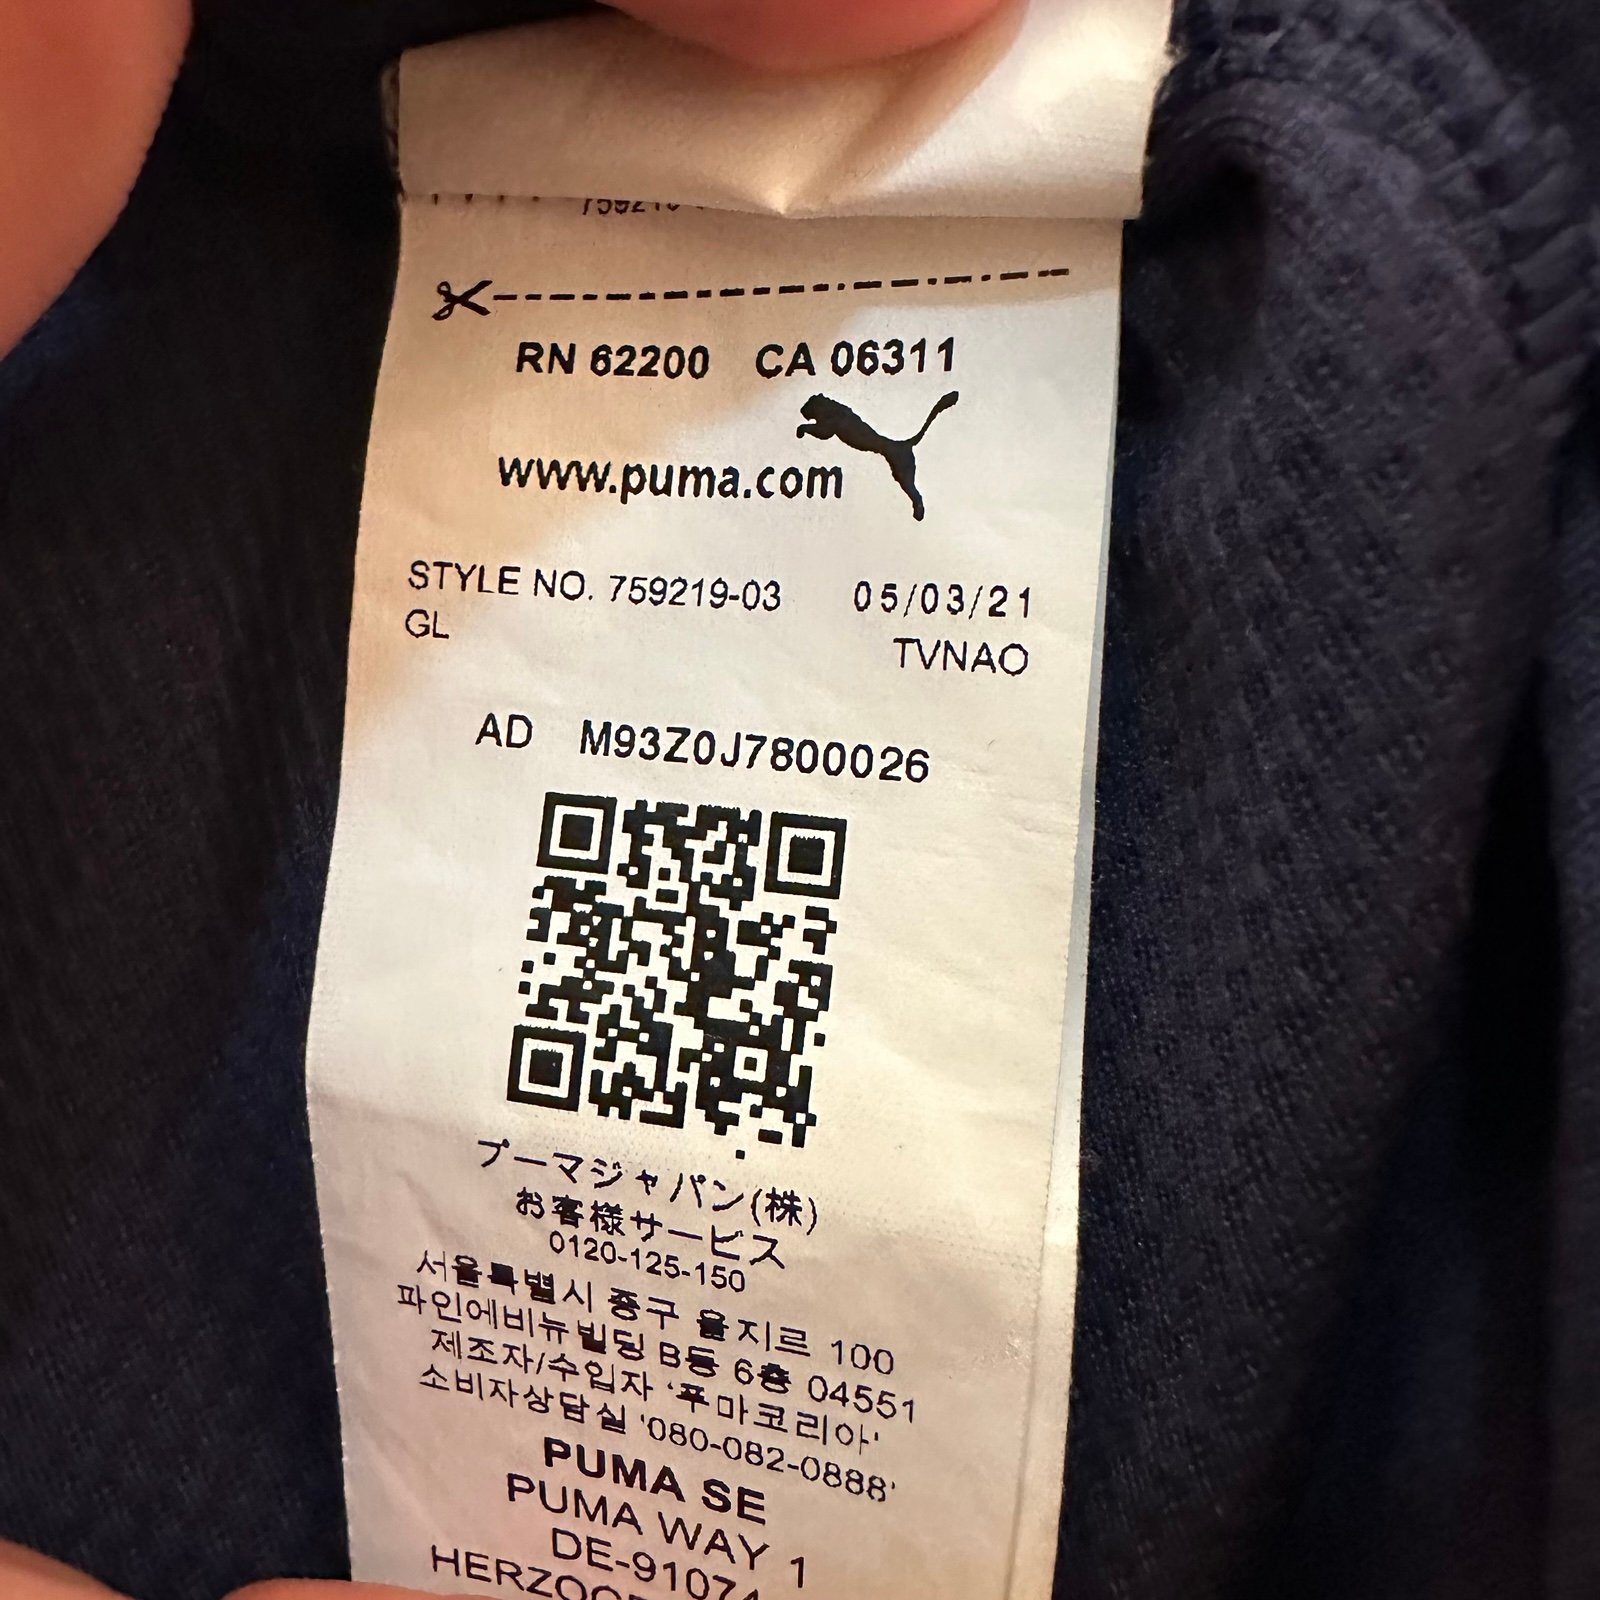 RN 62200 CA 06311
www.puma.com
STYLE NO. 759219-03 05/03/21
GL TVNAO
AD M93Z0J7800026
プーマジャパン(株)
お客様サービス
0120-125-150
서울특별시 중구 을지르 100
파인에비뉴빌딩 B동 6층 04551
제조자/수입자 '푸마코리아'
소비자상담실 '080-082-0888'
PUMA SE
PUMA WAY 1
DE-91074